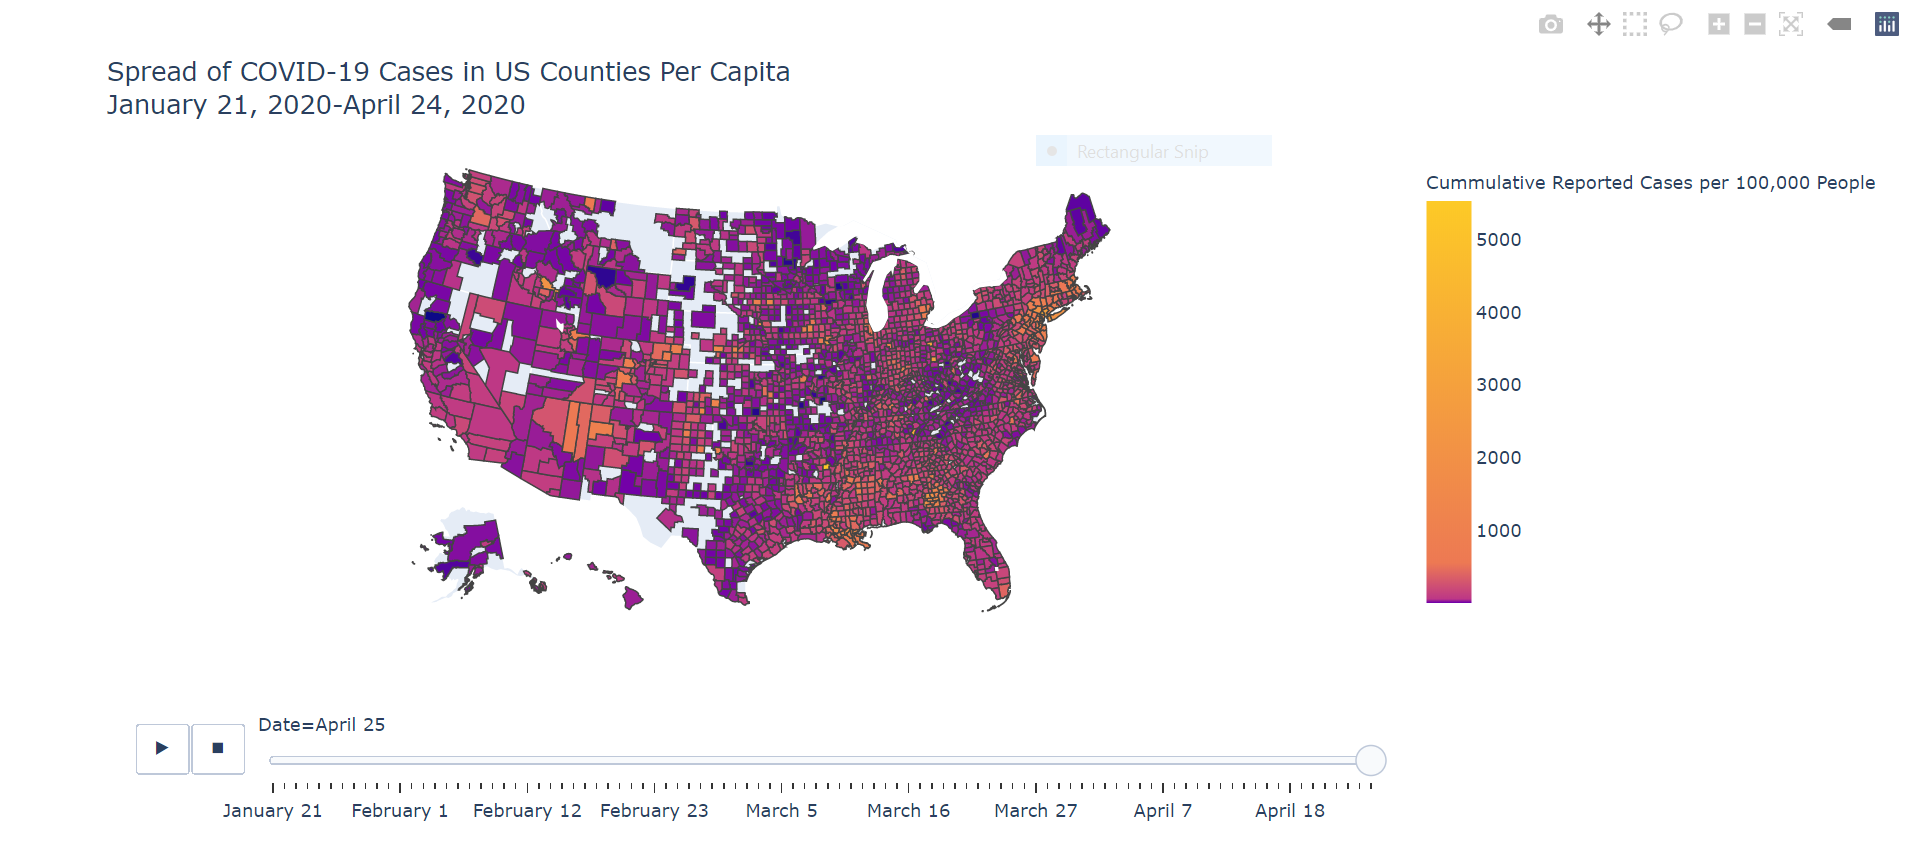 Spread of COVID-19 Cases in US Counties Per Capita
January 21, 2020-April 24, 2020
Rectangular Snip
Cummulative Reported Cases per 100,000 People
5000
4000
3000
2000
1000
Date=April 25
January 21 February 1 February 12 February 23 March 5 March 16 March 27 April 7 April 18